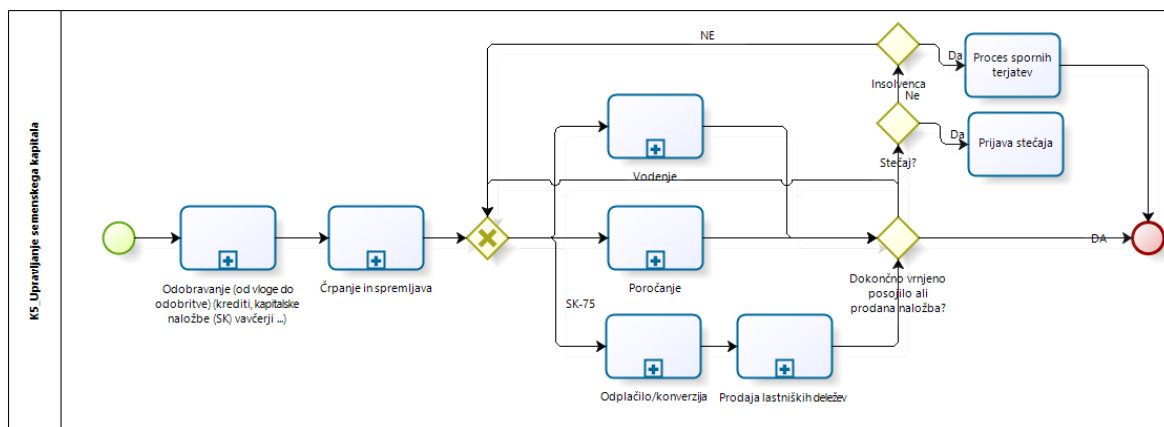 K5_Upravljanje semenskega kapitala
Odobravanje (od vloge do
odobritve) (krediti, kapitalske
naložbe (SK) vavčerji ...)
Črpanje in spremljava
NE
Vodenje
Poročanje
SK-75
Odplačilo/konverzija
Prodaja lastniških deležev
Insolvenca
Da
Proces spornih
terjatev
Ne
Stečaj?
Da
Prijava stečaja
Dokončno vrnjeno
posojilo ali
prodana naložba?
DA